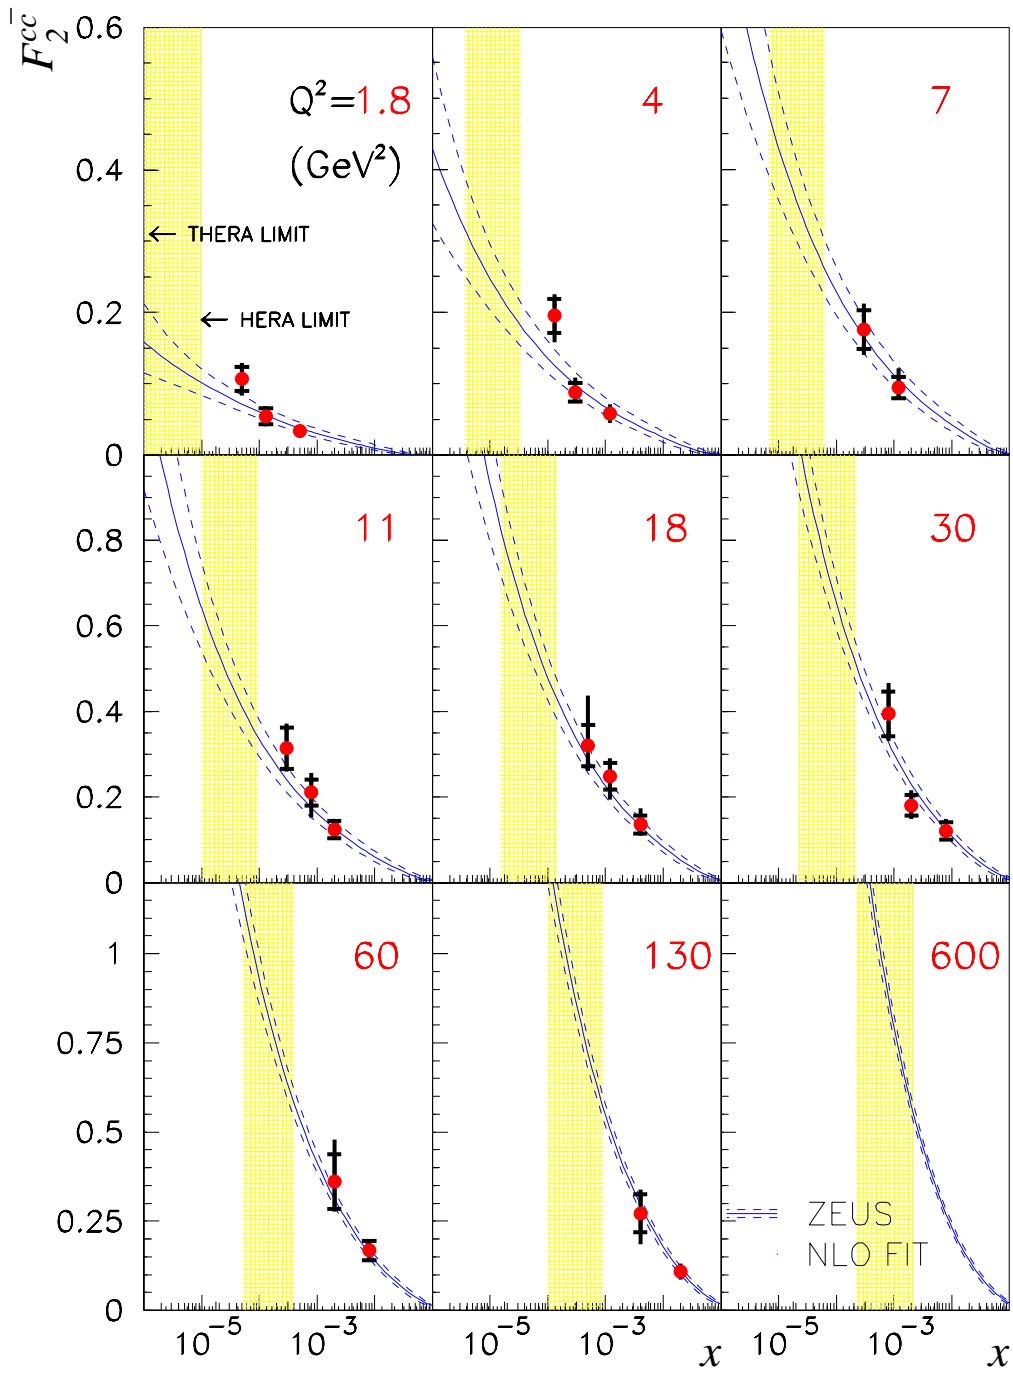 F₂^cc̄
0.6
0.4
0.2
0
Q²=1.8
(GeV²)
← THERA LIMIT
← HERA LIMIT
4
7
0.8
0.6
0.4
0.2
0
11
18
30
1
0.75
0.5
0.25
0
60
130
600
ZEUS
NLO FIT
10⁻⁵ 10⁻³ 10⁻⁵ 10⁻³ x 10⁻⁵ 10⁻³ x